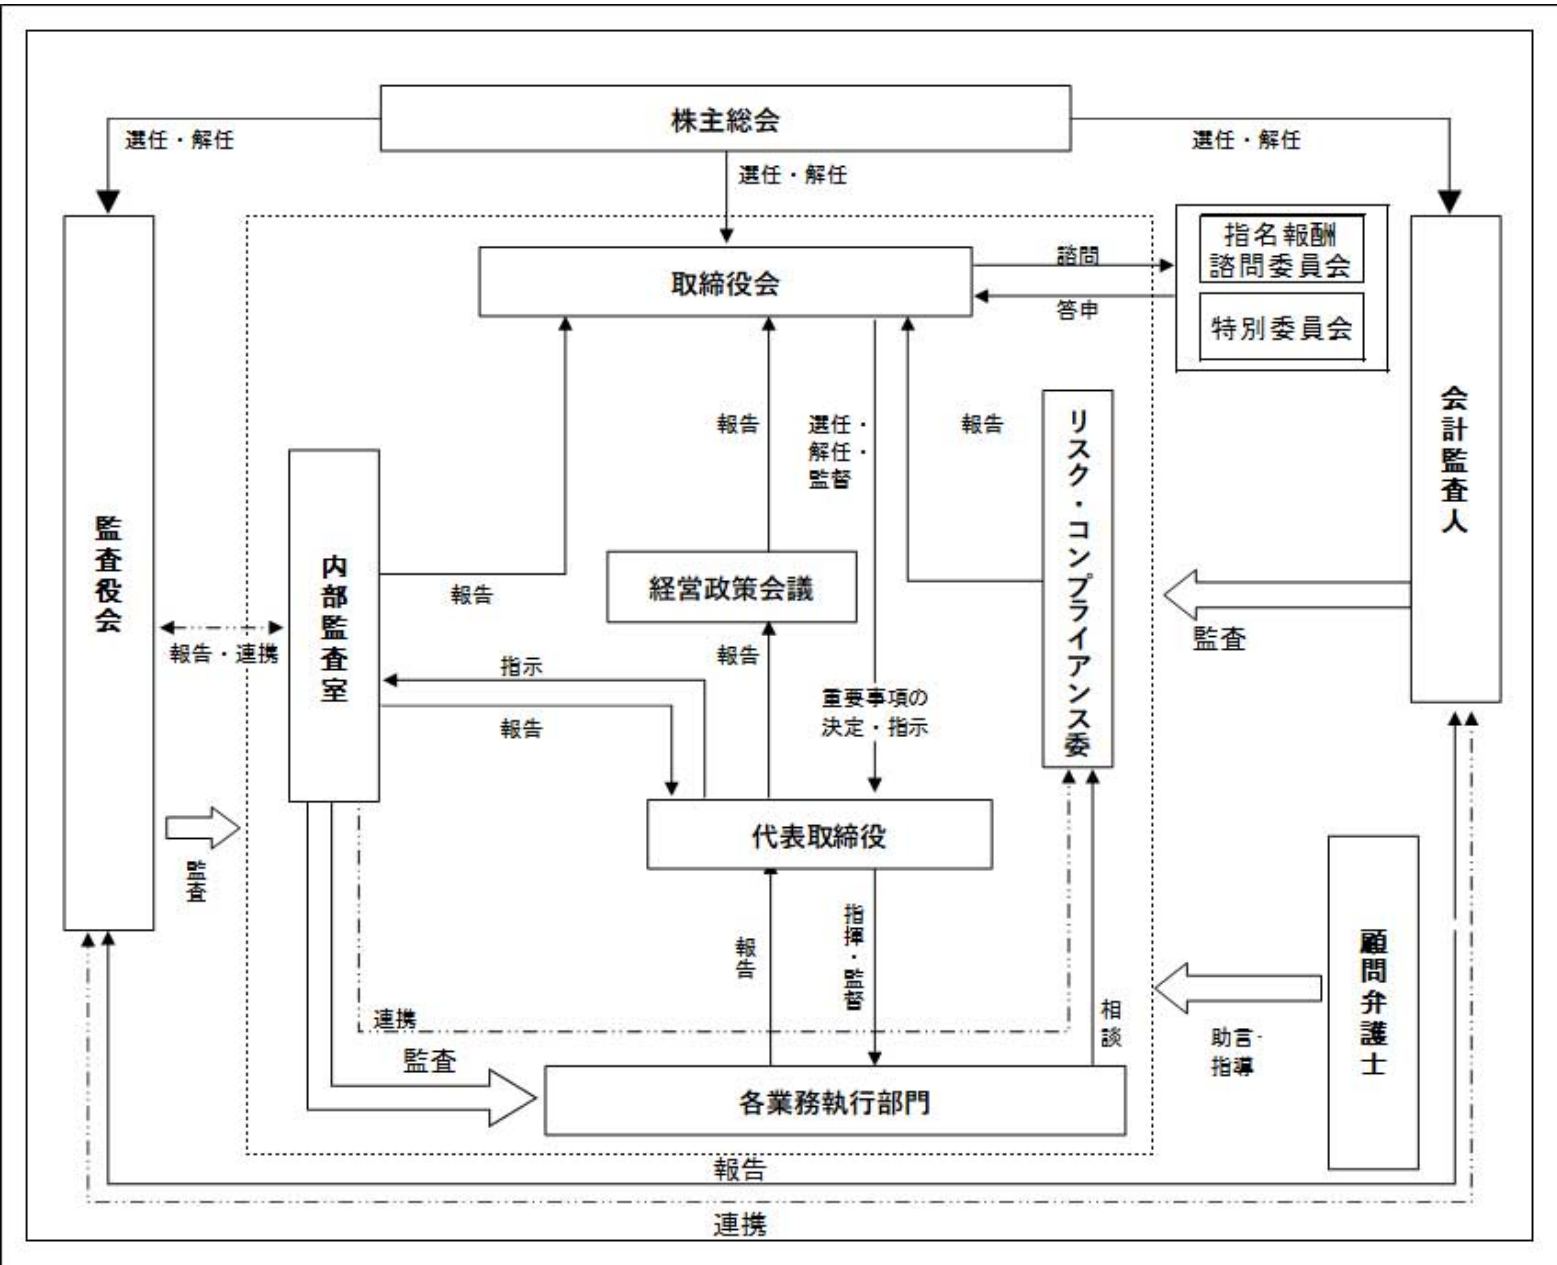 株主総会
選任・解任
選任・解任
選任・解任
取締役会
諮問
答申
指名報酬
諮問委員会
特別委員会
監査役会
会計監査人
内部監査室
リスク・コンプライアンス委
報告
選任・
解任・
監督
報告
経営政策会議
報告
報告・連携
指示
報告
報告
重要事項の
決定・指示
監査
代表取締役
監査
報告
指揮・監督
相談
顧問弁護士
助言・
指導
連携
監査
各業務執行部門
報告
連携